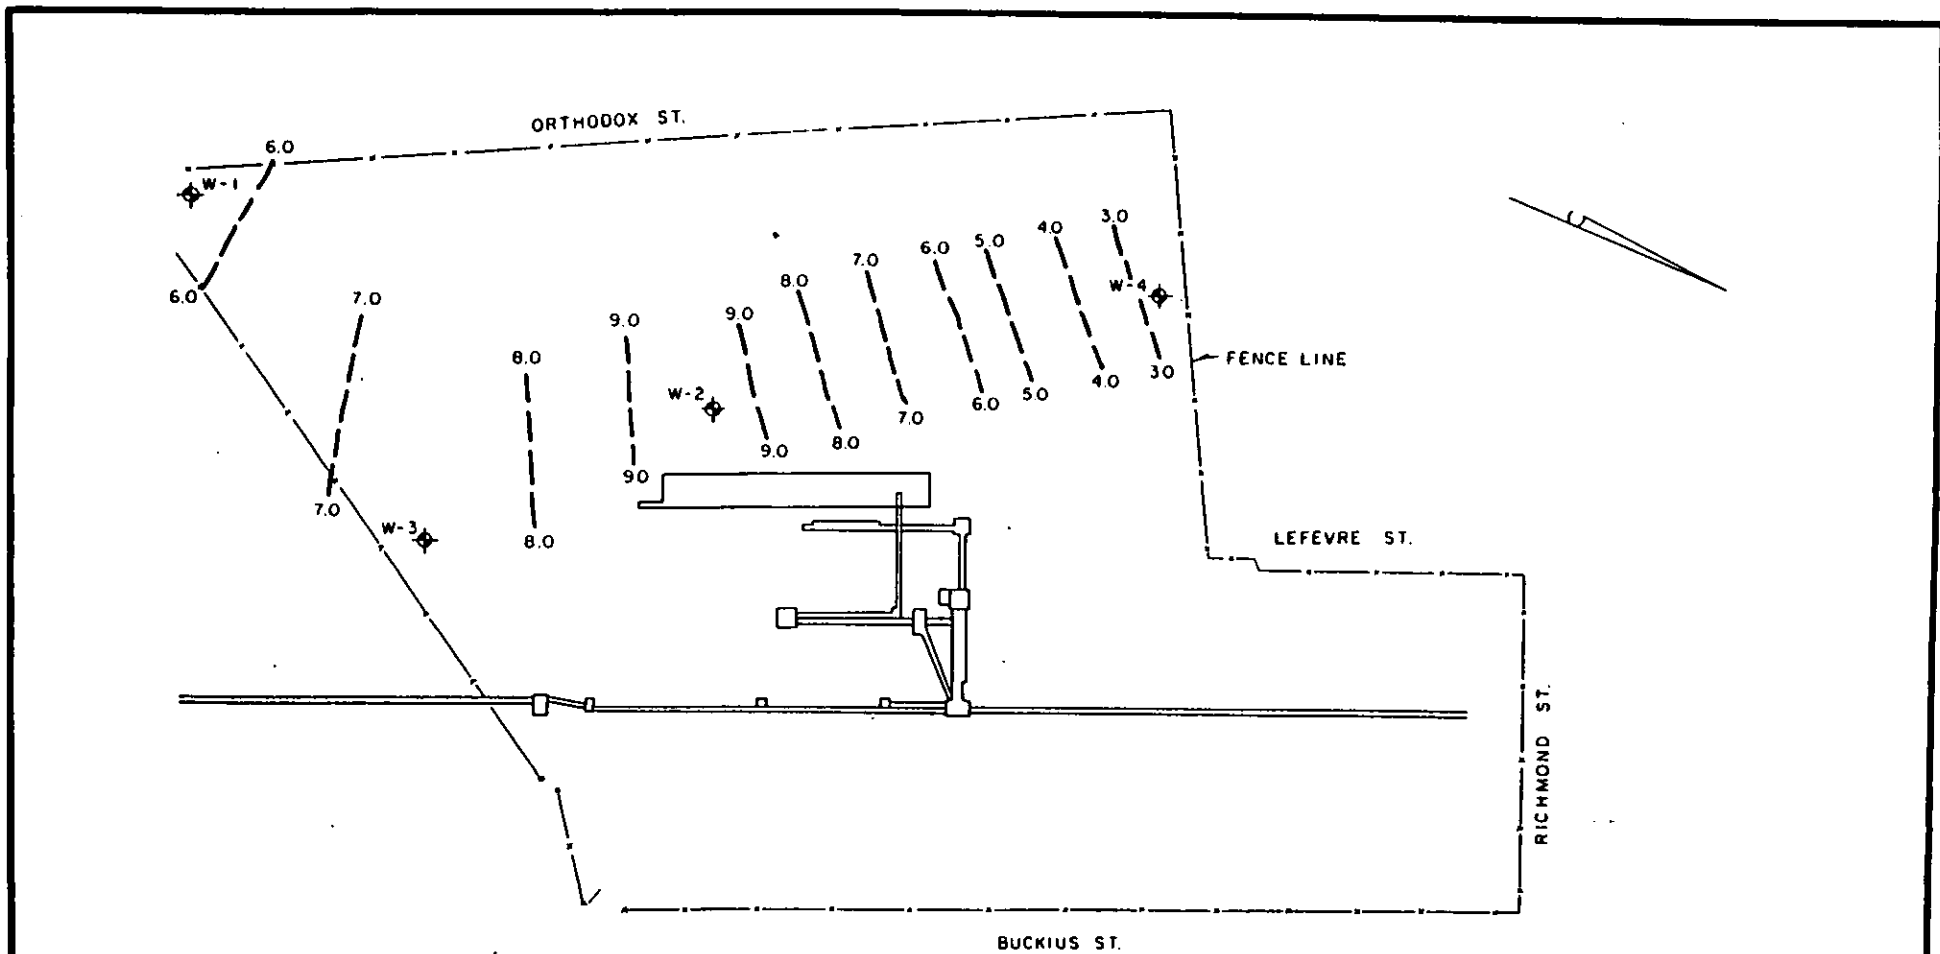 ORTHODOX ST.
6.0
W-1
6.0
7.0
7.0
W-3
8.0
8.0
9.0
90
W-2
9.0
9.0
8.0
8.0
7.0
7.0
6.0
6.0
5.0
5.0
4.0
4.0
3.0
30
W-4
FENCE LINE
LEFEVRE ST.
RICHMOND ST.
BUCKIUS ST.